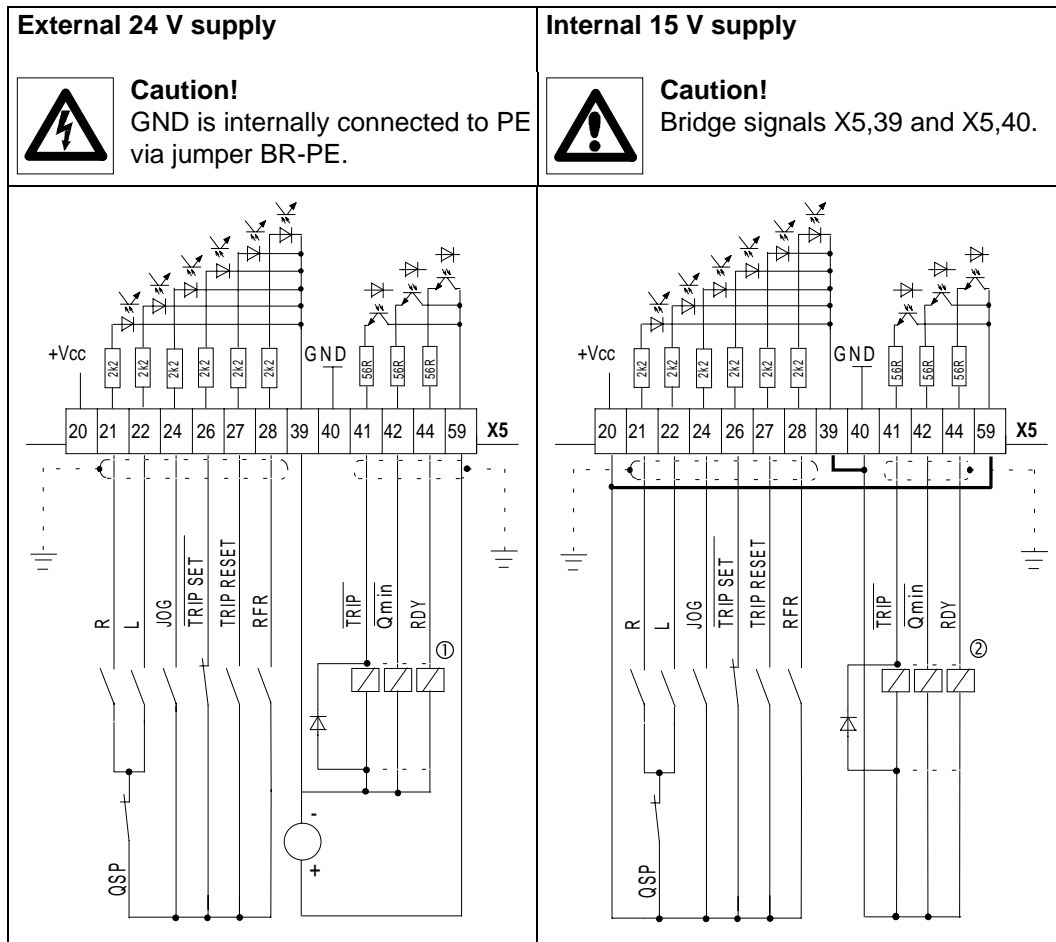 External 24 V supply
Caution!
GND is internally connected to PE
via jumper BR-PE.
Internal 15 V supply
Caution!
Bridge signals X5,39 and X5,40.
+Vcc
2k2
2k2
2k2
2k2
2k2
2k2
GND
56R
56R
56R
20 21 22 24 26 27 28 39 40 41 42 44 59 X5
R
L
JOG
TRIP SET
TRIP RESET
RFR
TRIP
Qmin
RDY
①
QSP
-
+
+Vcc
2k2
2k2
2k2
2k2
2k2
2k2
GND
56R
56R
56R
20 21 22 24 26 27 28 39 40 41 42 44 59 X5
R
L
JOG
TRIP SET
TRIP RESET
RFR
TRIP
Qmin
RDY
②
QSP